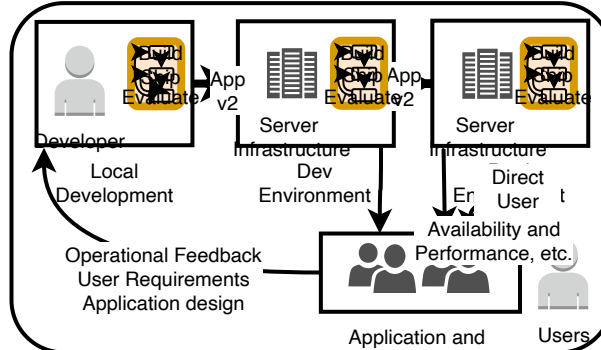 Build
Ship
Evaluate
App
v2
Build
Ship
Evaluate
App
v2
Build
Ship
Evaluate
Developer
Server
Infrastructure
Server
Infrastructure
Local
Development
Dev
Environment
Direct
User
Availability and
Performance, etc.
Operational Feedback
User Requirements
Application design
Application and
Users